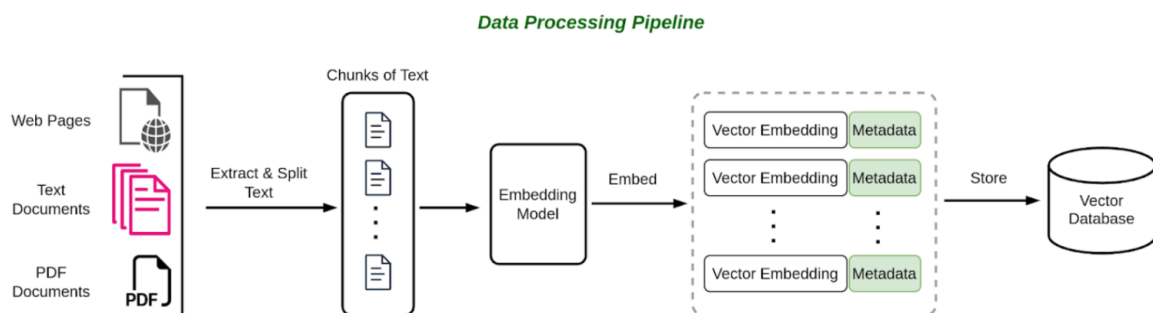 Data Processing Pipeline
Chunks of Text
Web Pages
Text
Documents
PDF
Documents
PDF
Extract & Split
Text
Embedding
Model
Embed
Vector Embedding Metadata
Vector Embedding Metadata
Vector Embedding Metadata
Store
Vector
Database